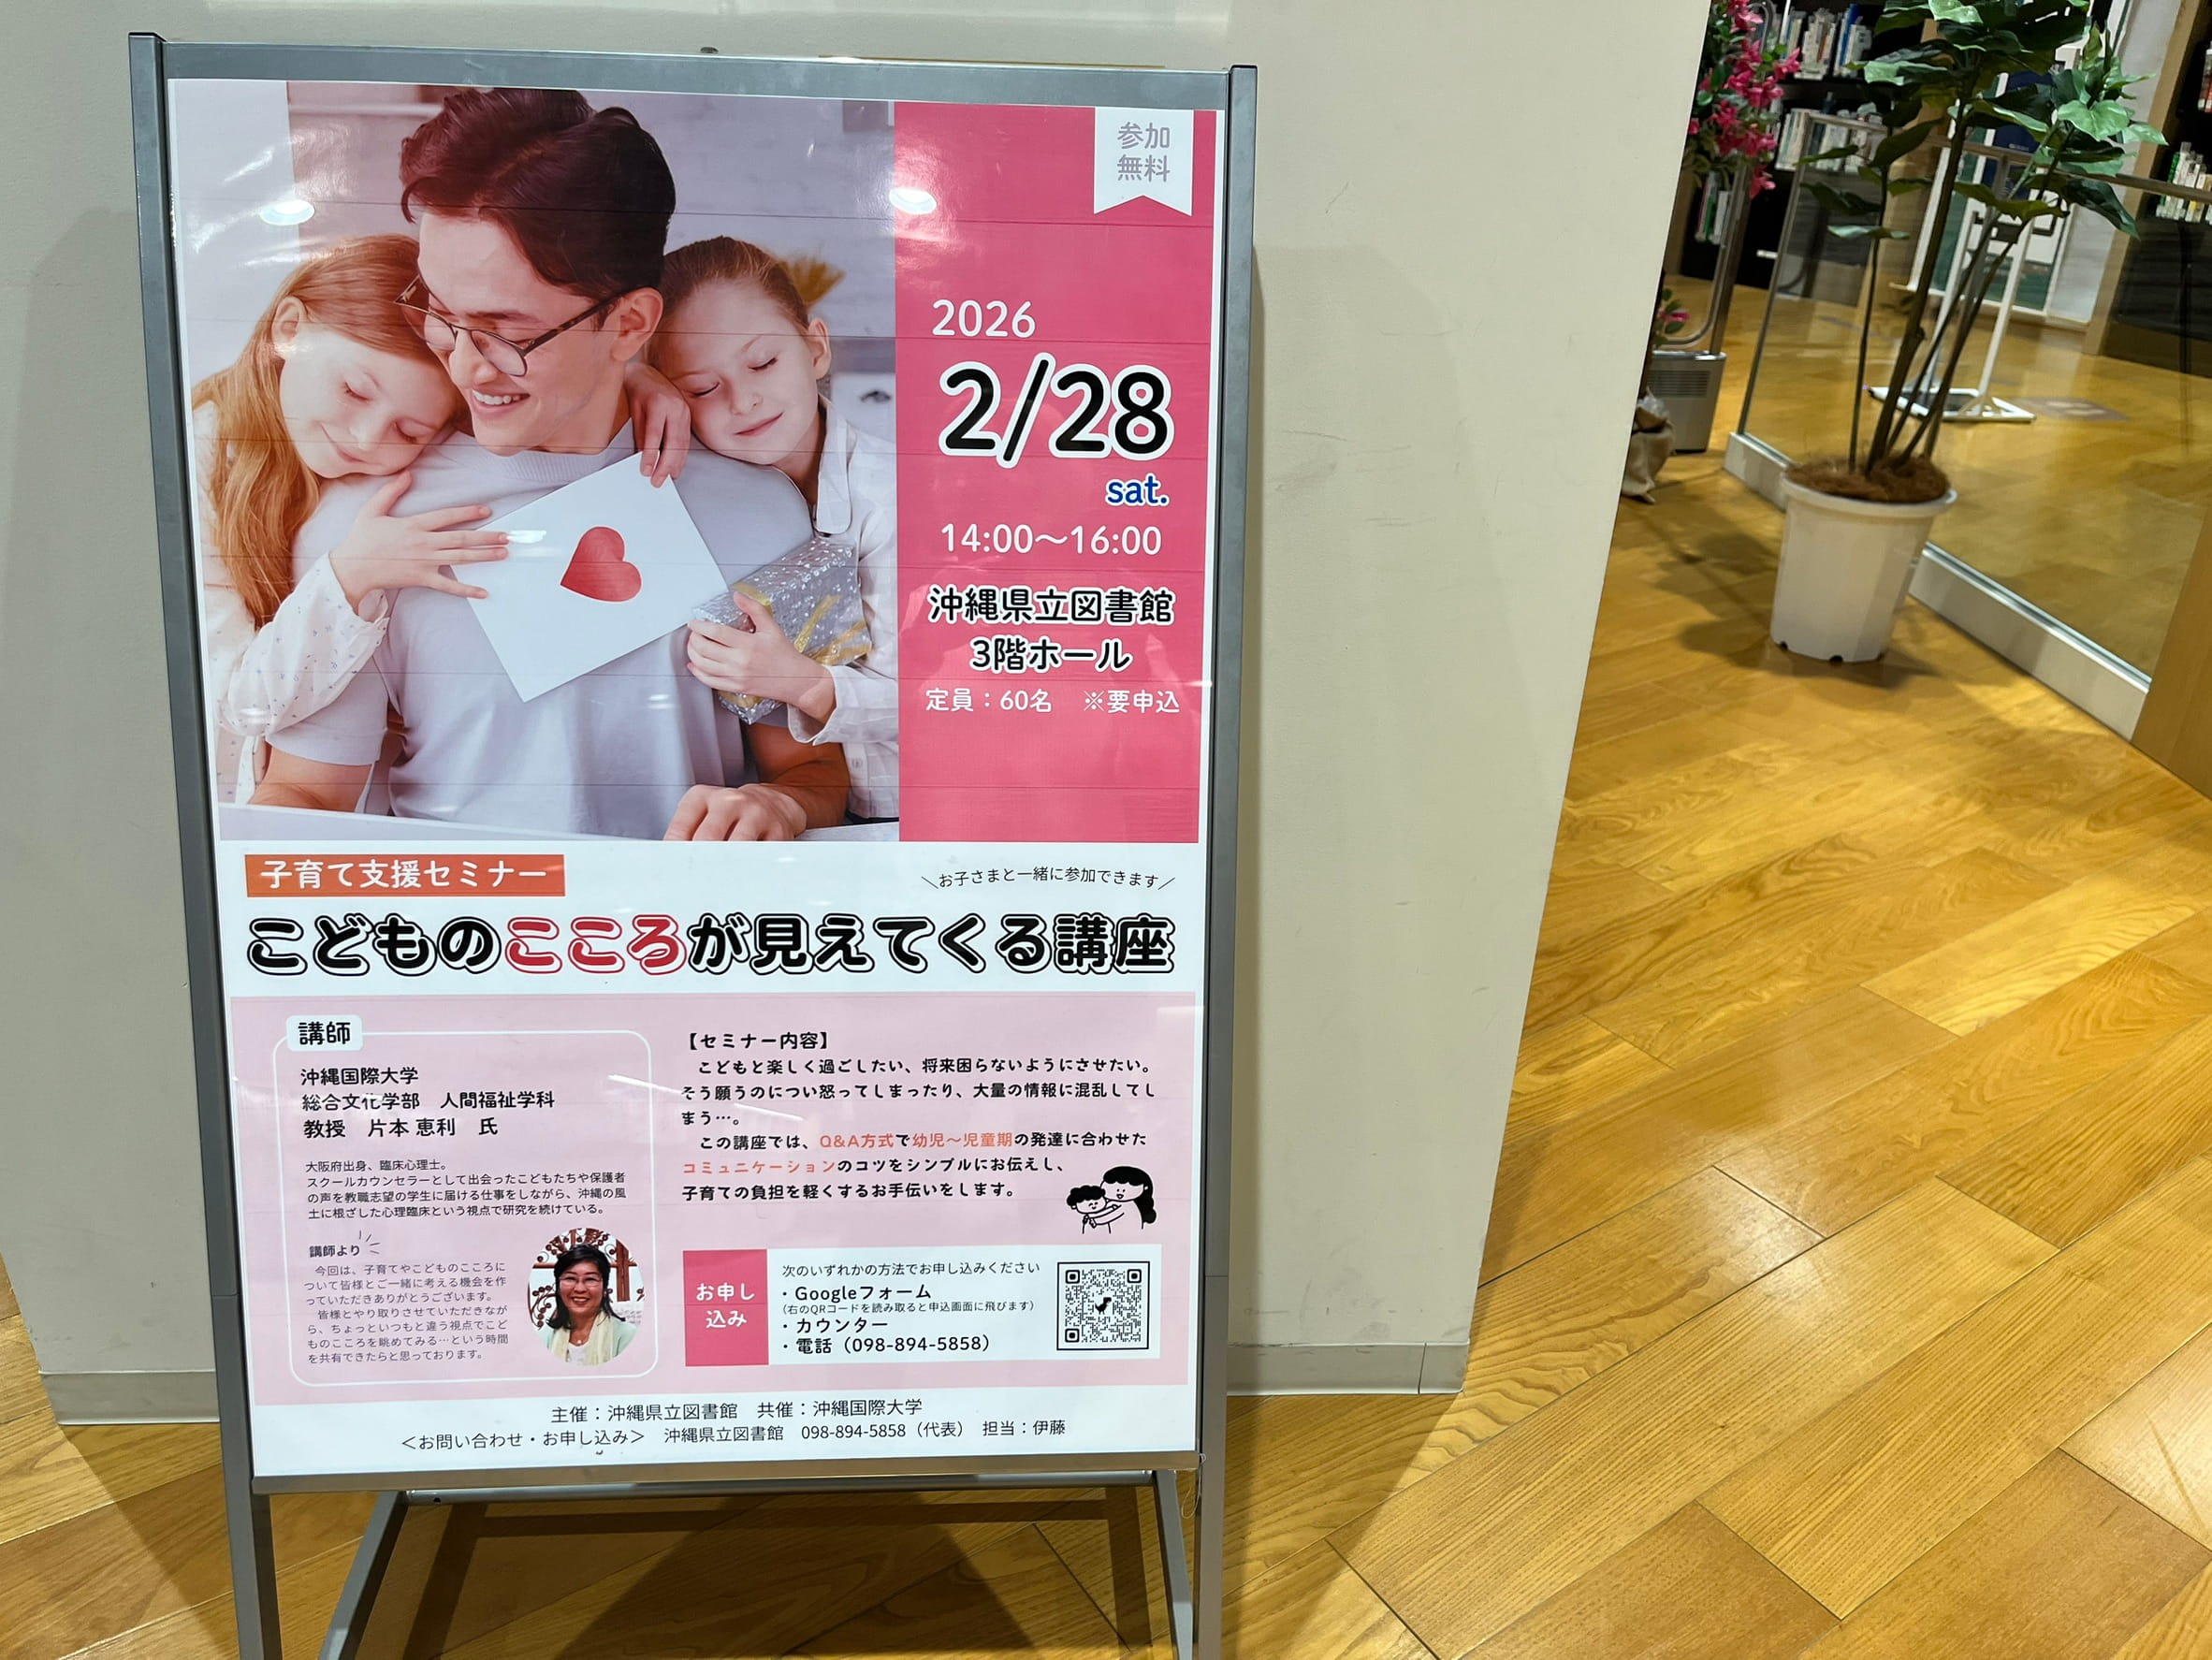 参加
無料
2026
2/28
sat.
14:00～16:00
沖縄県立図書館
3階ホール
定員：60名　※要申込
子育て支援セミナー
＼お子さまと一緒に参加できます／
こどものこころが見えてくる講座
講師
沖縄国際大学
総合文化学部　人間福祉学科
教授　片本 恵利　氏
大阪府出身、臨床心理士。
スクールカウンセラーとして出会ったこどもたちや保護者
の声を教職志望の学生に届ける仕事をしながら、沖縄の風
土に根ざした心理臨床という視点で研究を続けている。
講師より
今回は、子育てやこどものこころに
ついて皆様とご一緒に考える機会を作
っていただきありがとうございます。
皆様とやり取りさせていただきなが
ら、ちょっといつもと違う視点でこど
ものこころを眺めてみる…という時間
を共有できたらと思っております。
【セミナー内容】
こどもと楽しく過ごしたい、将来困らないようにさせたい。
そう願うのについ怒ってしまったり、大量の情報に混乱してし
まう…。
この講座では、Q&A方式で幼児～児童期の発達に合わせた
コミュニケーションのコツをシンプルにお伝えし、
子育ての負担を軽くするお手伝いをします。
お申し
込み
次のいずれかの方法でお申し込みください
・Googleフォーム
（右のQRコードを読み取ると申込画面に飛びます）
・カウンター
・電話（098-894-5858）
主催：沖縄県立図書館　共催：沖縄国際大学
＜お問い合わせ・お申し込み＞　沖縄県立図書館　098-894-5858（代表）　担当：伊藤